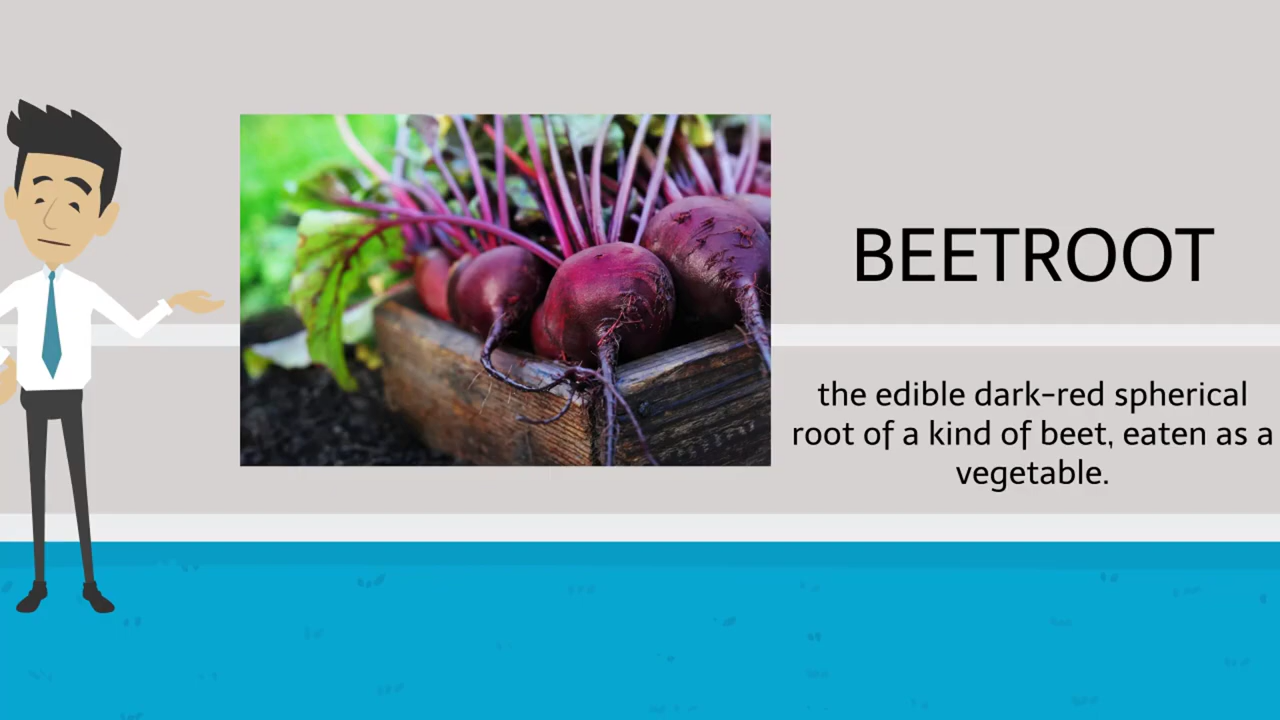 BEETROOT
the edible dark-red spherical
root of a kind of beet, eaten as a
vegetable.